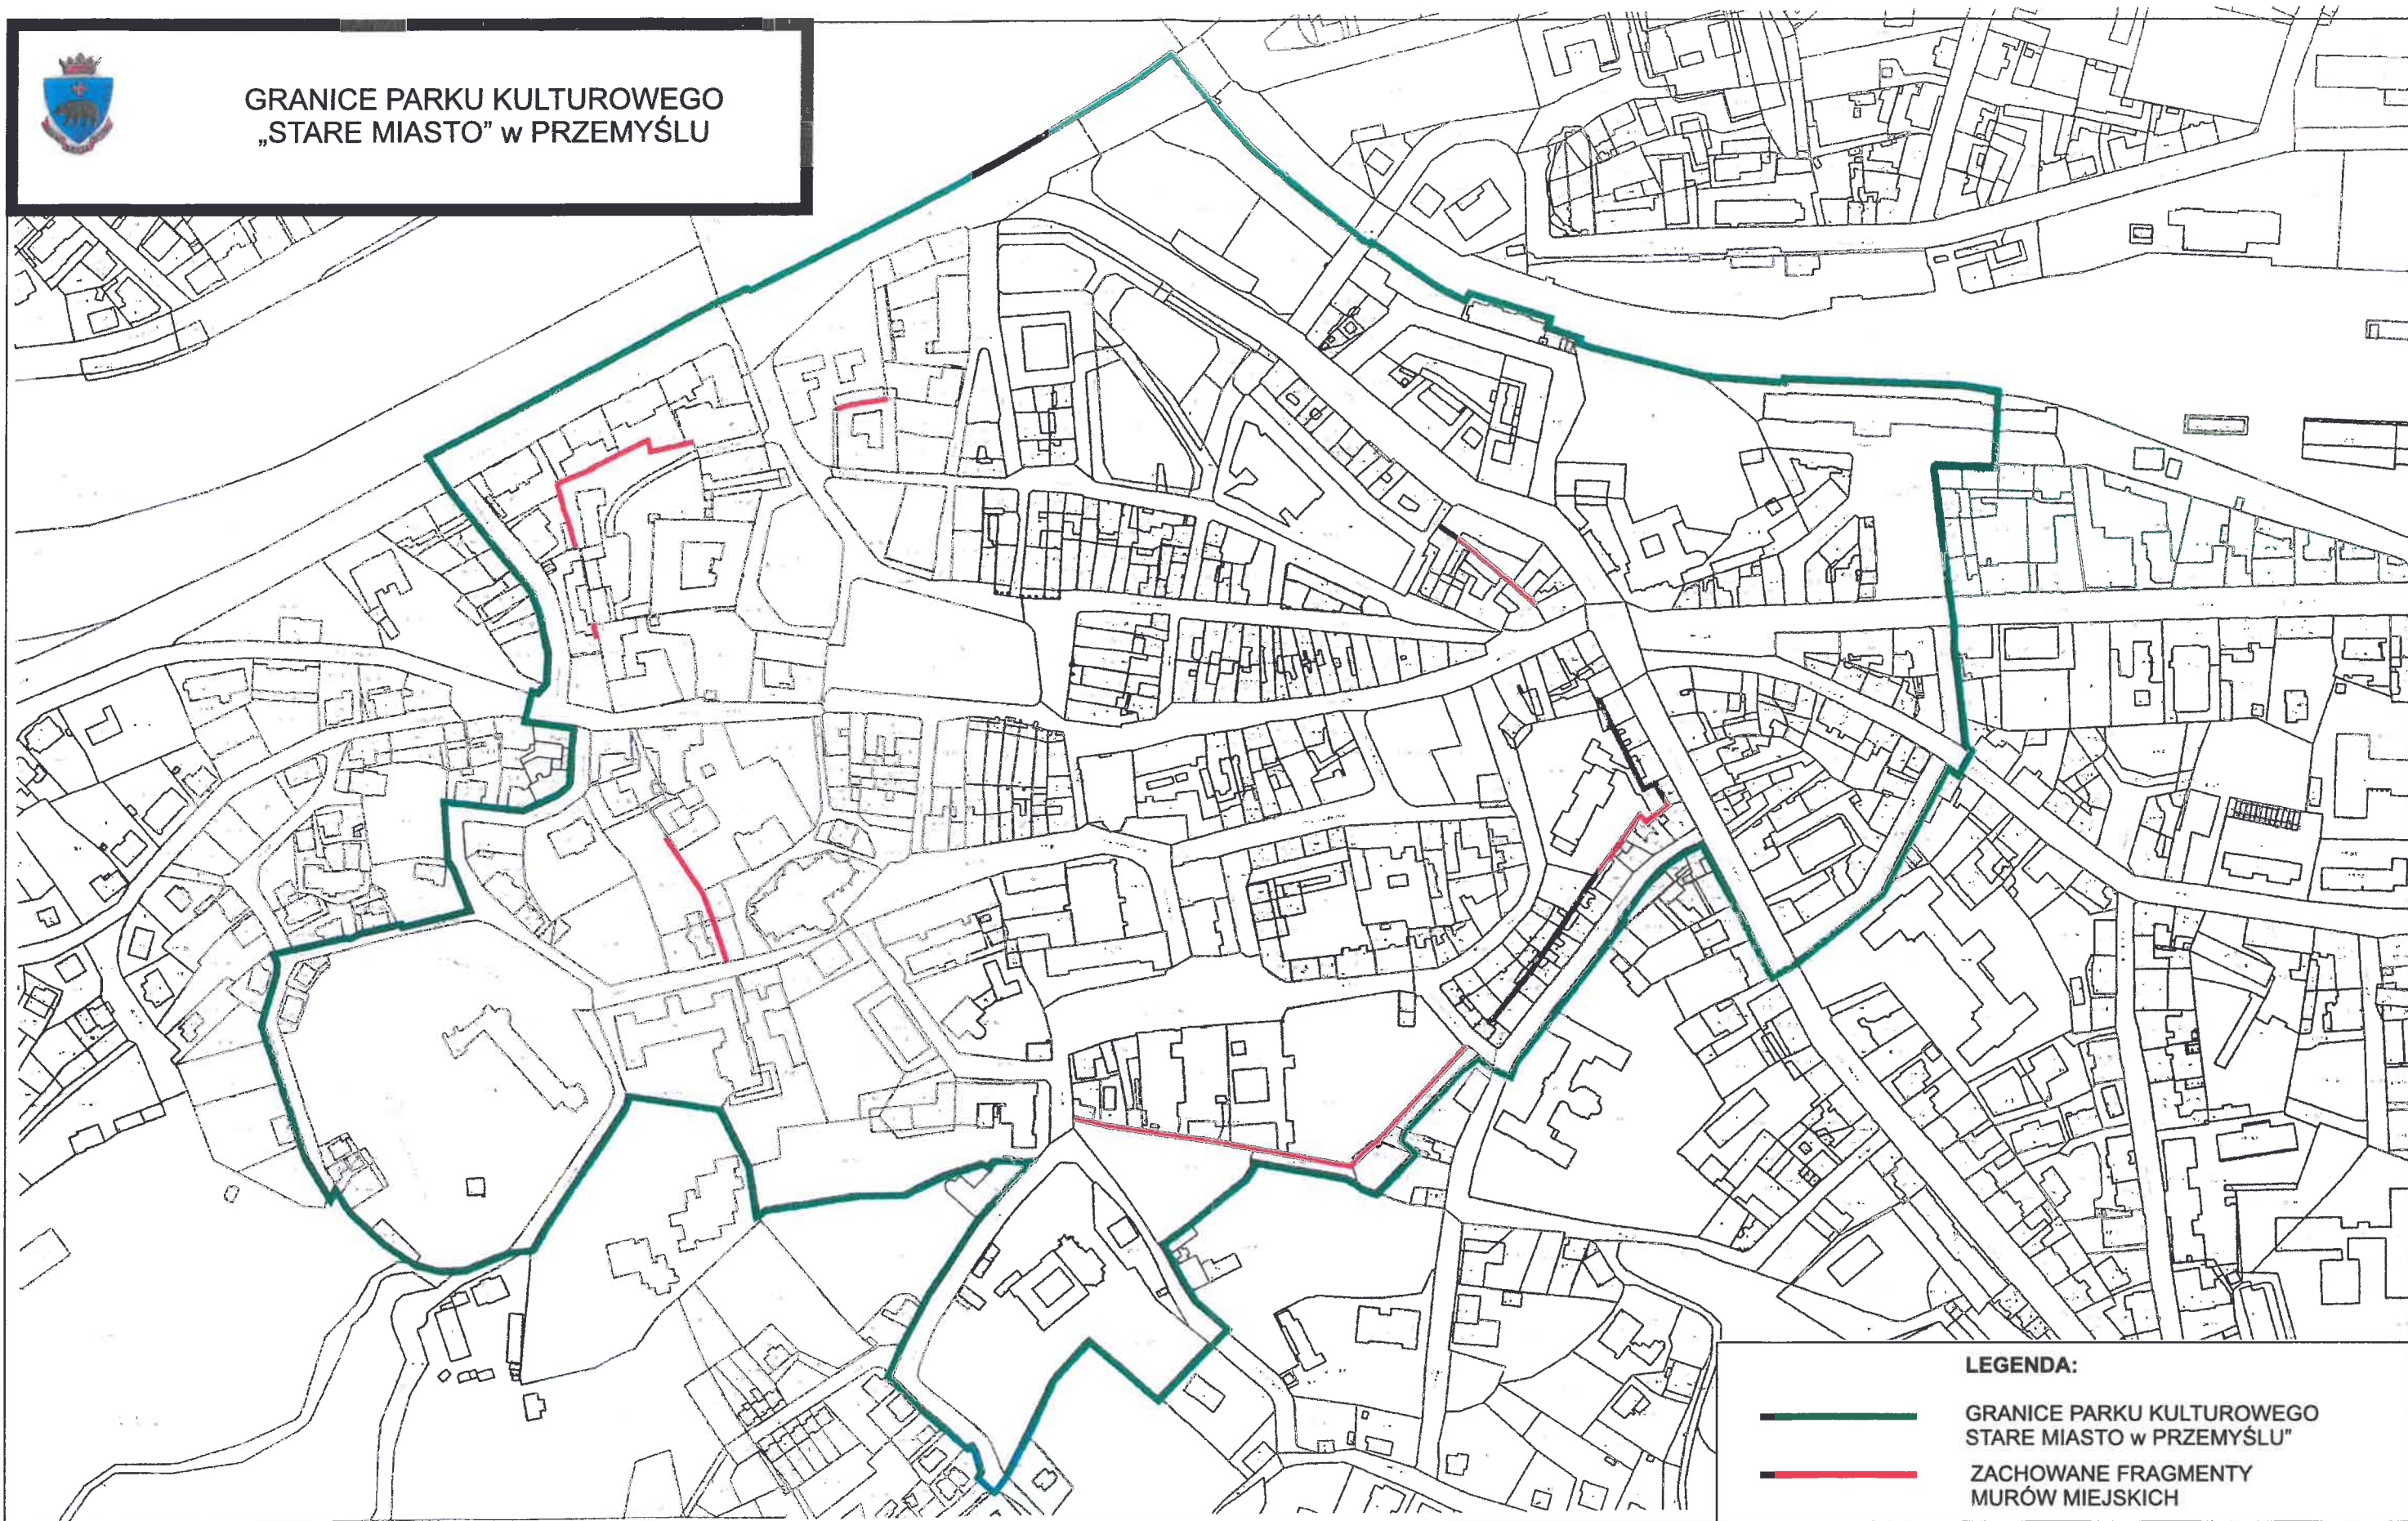 GRANICE PARKU KULTUROWEGO
„STARE MIASTO” w PRZEMYŚLU
LEGENDA:
GRANICE PARKU KULTUROWEGO
STARE MIASTO w PRZEMYŚLU”
ZACHOWANE FRAGMENTY
MURÓW MIEJSKICH